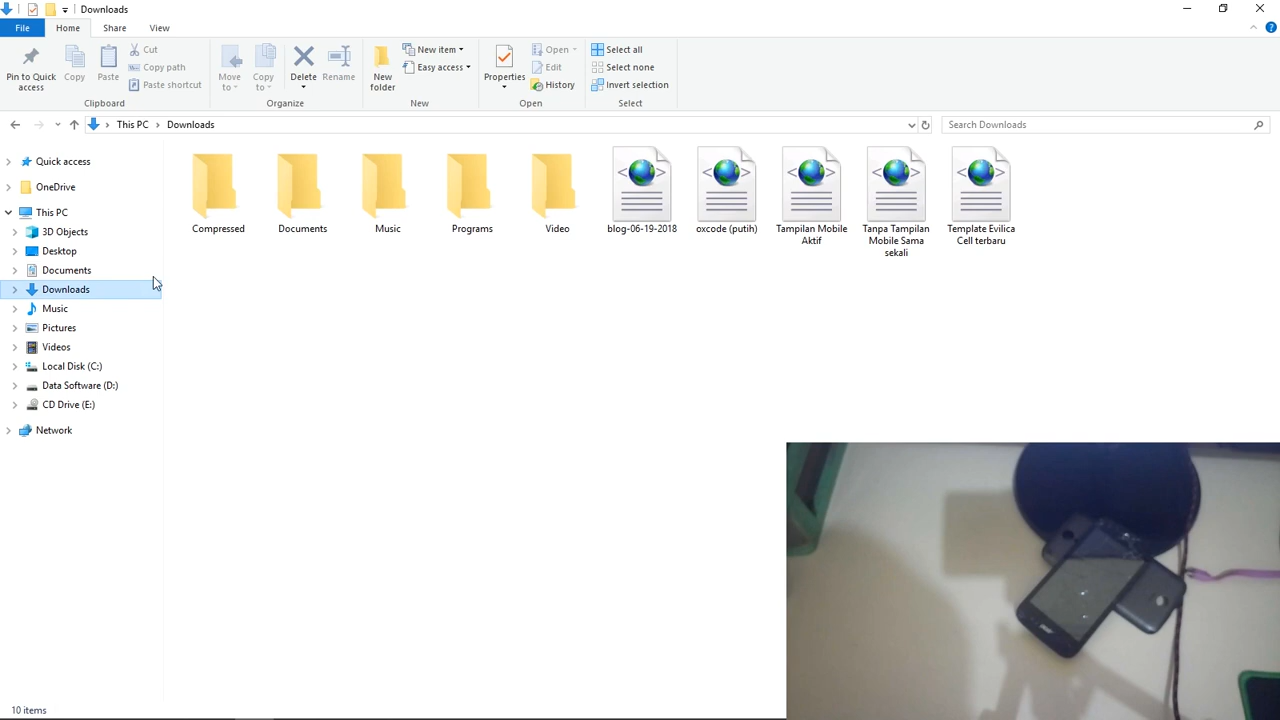 Downloads
File Home Share View
Pin to Quick access
Copy
Paste
Cut
Copy path
Paste shortcut
Clipboard
Move to
Copy to
Delete
Rename
Organize
New folder
New item
Easy access
New
Properties
Open
Edit
History
Open
Select all
Select none
Invert selection
Select
This PC > Downloads
Search Downloads
Quick access
OneDrive
This PC
3D Objects
Desktop
Documents
Downloads
Music
Pictures
Videos
Local Disk (C:)
Data Software (D:)
CD Drive (E:)
Network
Compressed
Documents
Music
Programs
Video
blog-06-19-2018
oxcode (putih)
Tampilan Mobile
Aktif
Tanpa Tampilan
Mobile Sama
sekali
Template Evilica
Cell terbaru
10 items